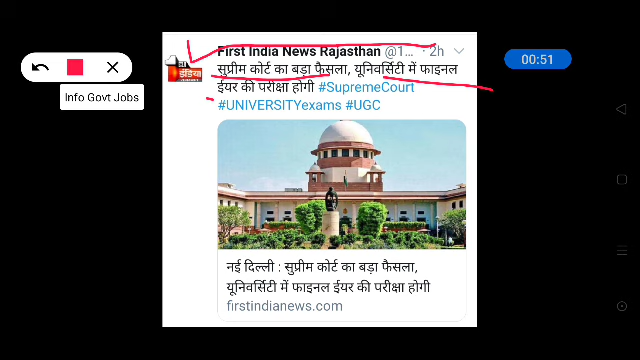 First India News Rajasthan @1... · 2h
सुप्रीम कोर्ट का बड़ा फैसला, यूनिवर्सिटी में फाइनल
ईयर की परीक्षा होगी #SupremeCourt
#UNIVERSITYexams #UGC
Info Govt Jobs
00:51
नई दिल्ली : सुप्रीम कोर्ट का बड़ा फैसला,
यूनिवर्सिटी में फाइनल ईयर की परीक्षा होगी
firstindianews.com